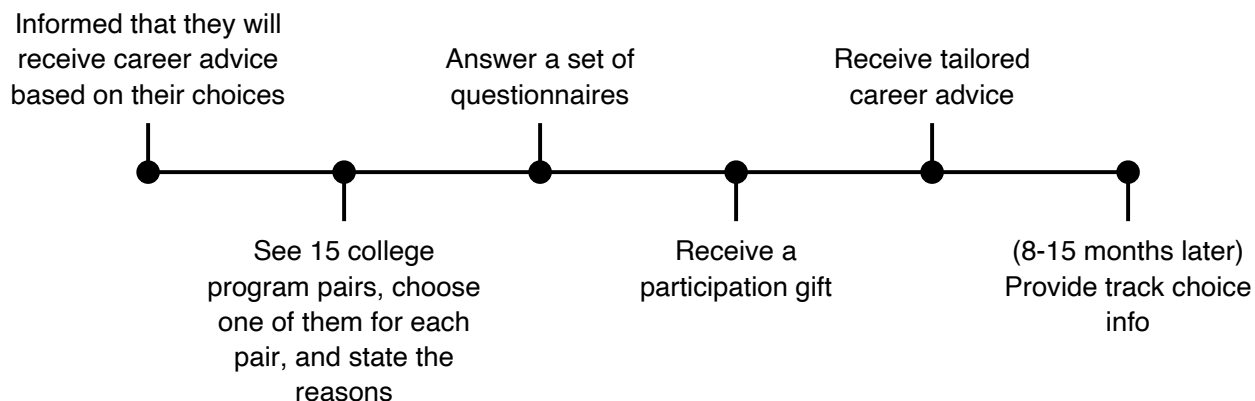 Informed that they will
receive career advice
based on their choices
See 15 college
program pairs, choose
one of them for each
pair, and state the
reasons
Answer a set of
questionnaires
Receive a
participation gift
Receive tailored
career advice
(8-15 months later)
Provide track choice
info